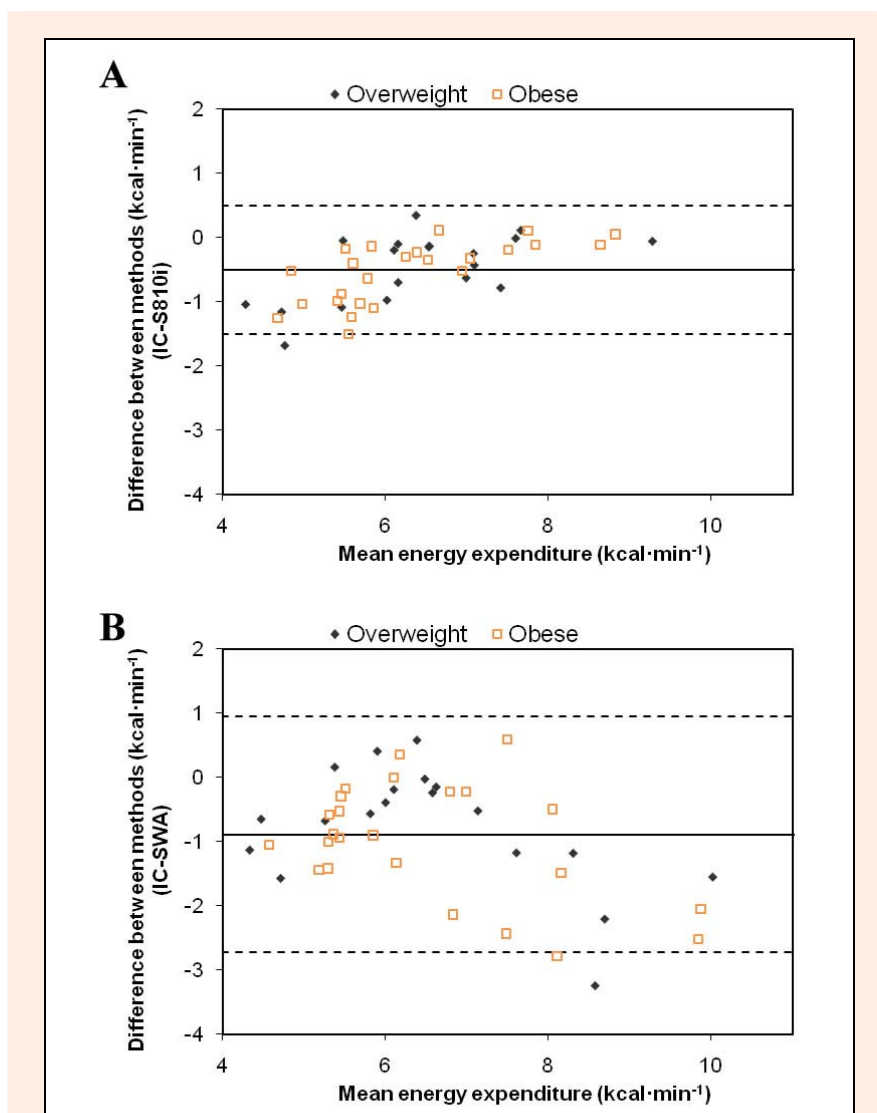 A
Overweight Obese
2
1
0
-1
-2
-3
-4
Difference between methods (kcal·min⁻¹)
(IC-S810i)
4 6 8 10
Mean energy expenditure (kcal·min⁻¹)
B
Overweight Obese
2
1
0
-1
-2
-3
-4
Difference between methods (kcal·min⁻¹)
(IC-SWA)
4 6 8 10
Mean energy expenditure (kcal·min⁻¹)